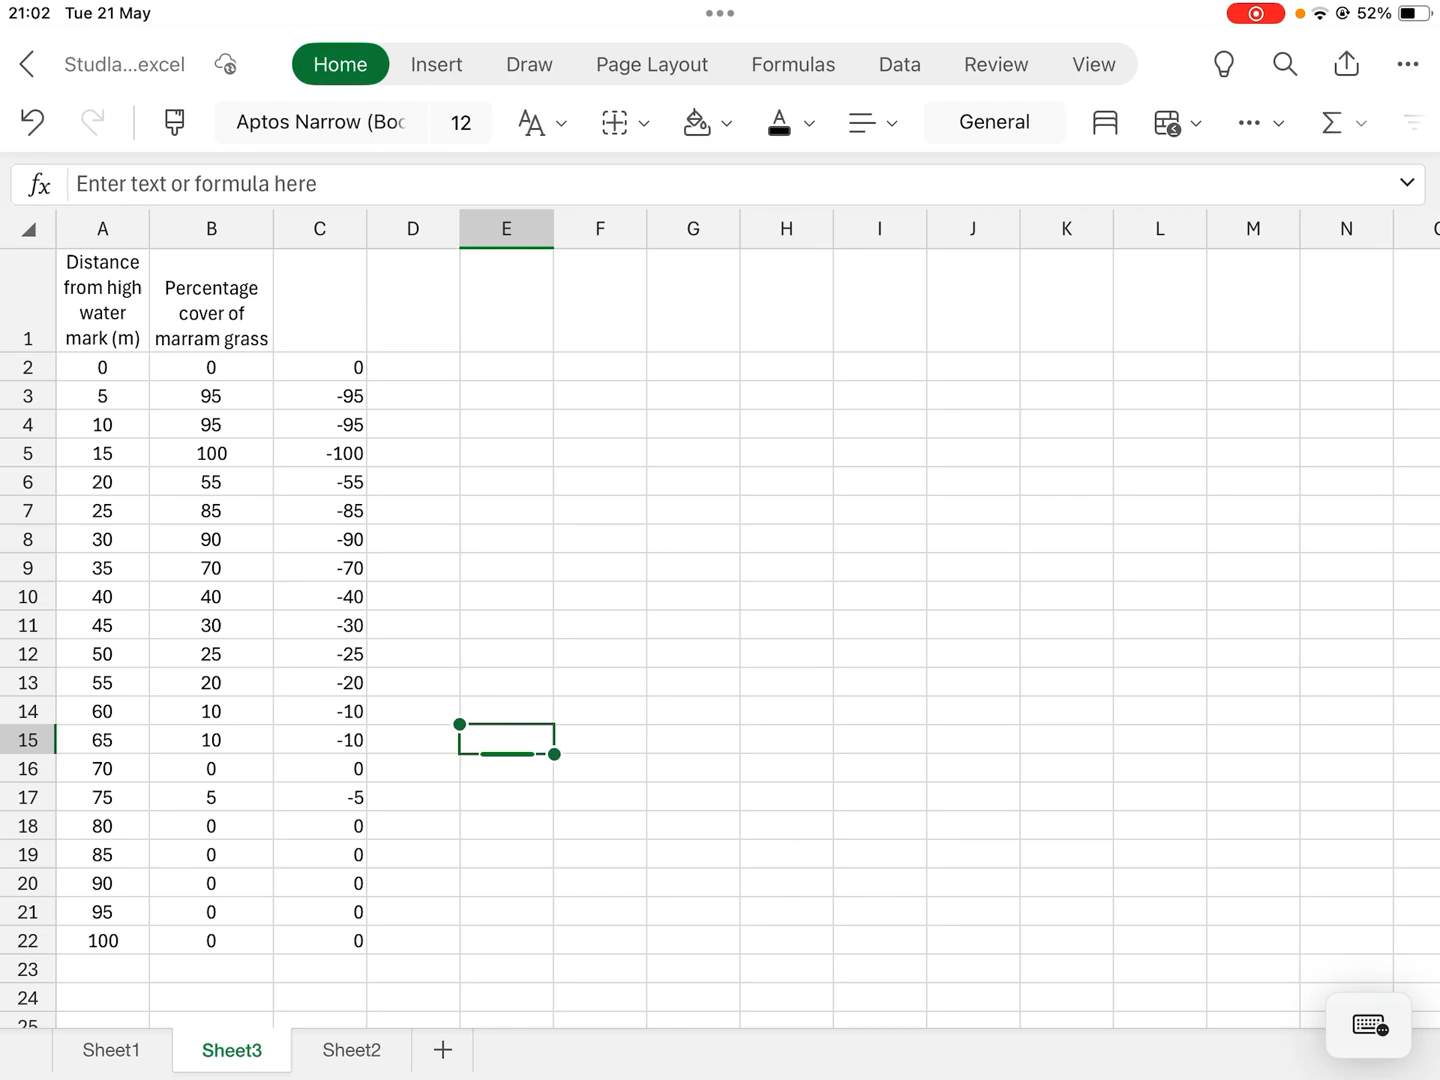 21:02 Tue 21 May
52%
Studla...excel
Home Insert Draw Page Layout Formulas Data Review View
Aptos Narrow (Boc 12 General
fx Enter text or formula here
A B C D E F G H I J K L M N
Distance
from high
water
mark (m)
Percentage
cover of
marram grass
1
2 0 0 0
3 5 95 -95
4 10 95 -95
5 15 100 -100
6 20 55 -55
7 25 85 -85
8 30 90 -90
9 35 70 -70
10 40 40 -40
11 45 30 -30
12 50 25 -25
13 55 20 -20
14 60 10 -10
15 65 10 -10
16 70 0 0
17 75 5 -5
18 80 0 0
19 85 0 0
20 90 0 0
21 95 0 0
22 100 0 0
23
24
25
Sheet1 Sheet3 Sheet2